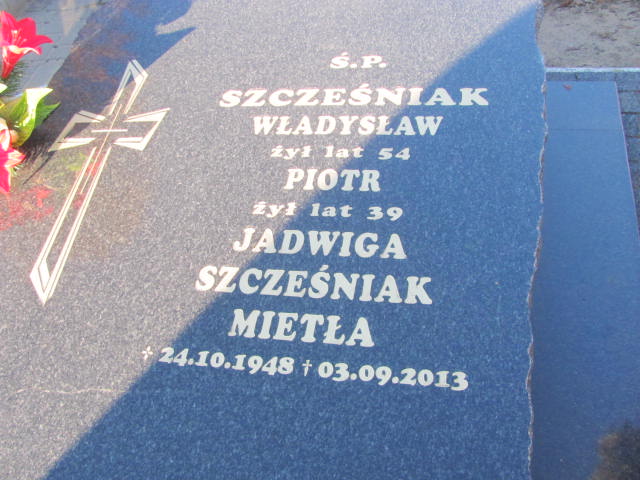 Ś.P.
SZCZEŚNIAK
WŁADYSŁAW
żył lat 54
PIOTR
żył lat 39
JADWIGA
SZCZEŚNIAK
MIETŁA
† 24.10.1948 † 03.09.2013